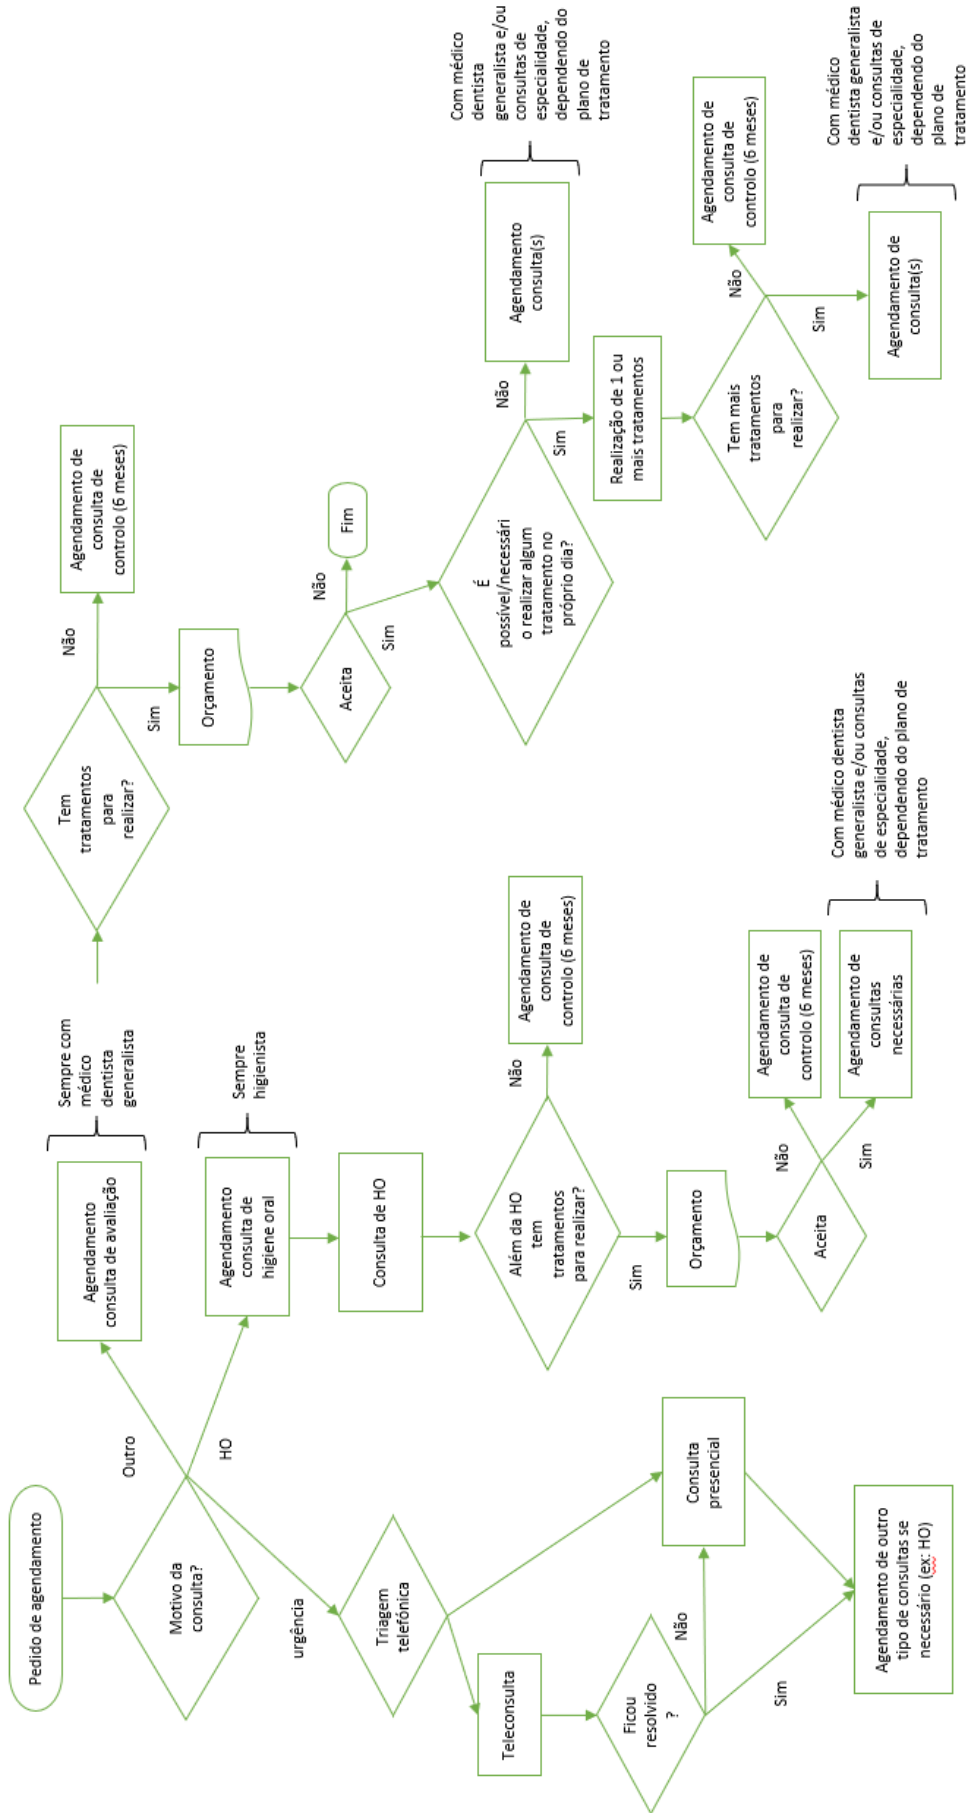 Pedido de agendamento
Motivo da
consulta?
Outro
HO
urgência
Agendamento
consulta de avaliação
Sempre com
médico
dentista
generalista
Agendamento
consulta de
higiene oral
Sempre
higienista
Consulta de HO
Além da HO
tem
tratamentos
para realizar?
Não
Agendamento de
consulta de
controlo (6 meses)
Sim
Orçamento
Aceita
Não
Agendamento de
consulta de
controlo (6 meses)
Sim
Agendamento de
consultas
necessárias
Com médico dentista
generalista e/ou consultas
de especialidade,
dependendo do plano de
tratamento
Triagem
telefónica
Teleconsulta
Ficou
resolvido
?
Não
Sim
Consulta
presencial
Agendamento de outro
tipo de consultas se
necessário (ex: HO)
Tem
tratamentos
para
realizar?
Não
Agendamento de
consulta de
controlo (6 meses)
Sim
Orçamento
Aceita
Não
Fim
Sim
É
possível/necessári
o realizar algum
tratamento no
próprio dia?
Não
Agendamento
consulta(s)
Com médico
dentista
generalista e/ou
consultas de
especialidade,
dependendo do
plano de
tratamento
Sim
Realização de 1 ou
mais tratamentos
Tem mais
tratamentos
para
realizar?
Não
Agendamento de
consulta de
controlo (6 meses)
Sim
Agendamento de
consulta(s)
Com médico
dentista generalista
e/ou consultas de
especialidade,
dependendo do
plano de
tratamento